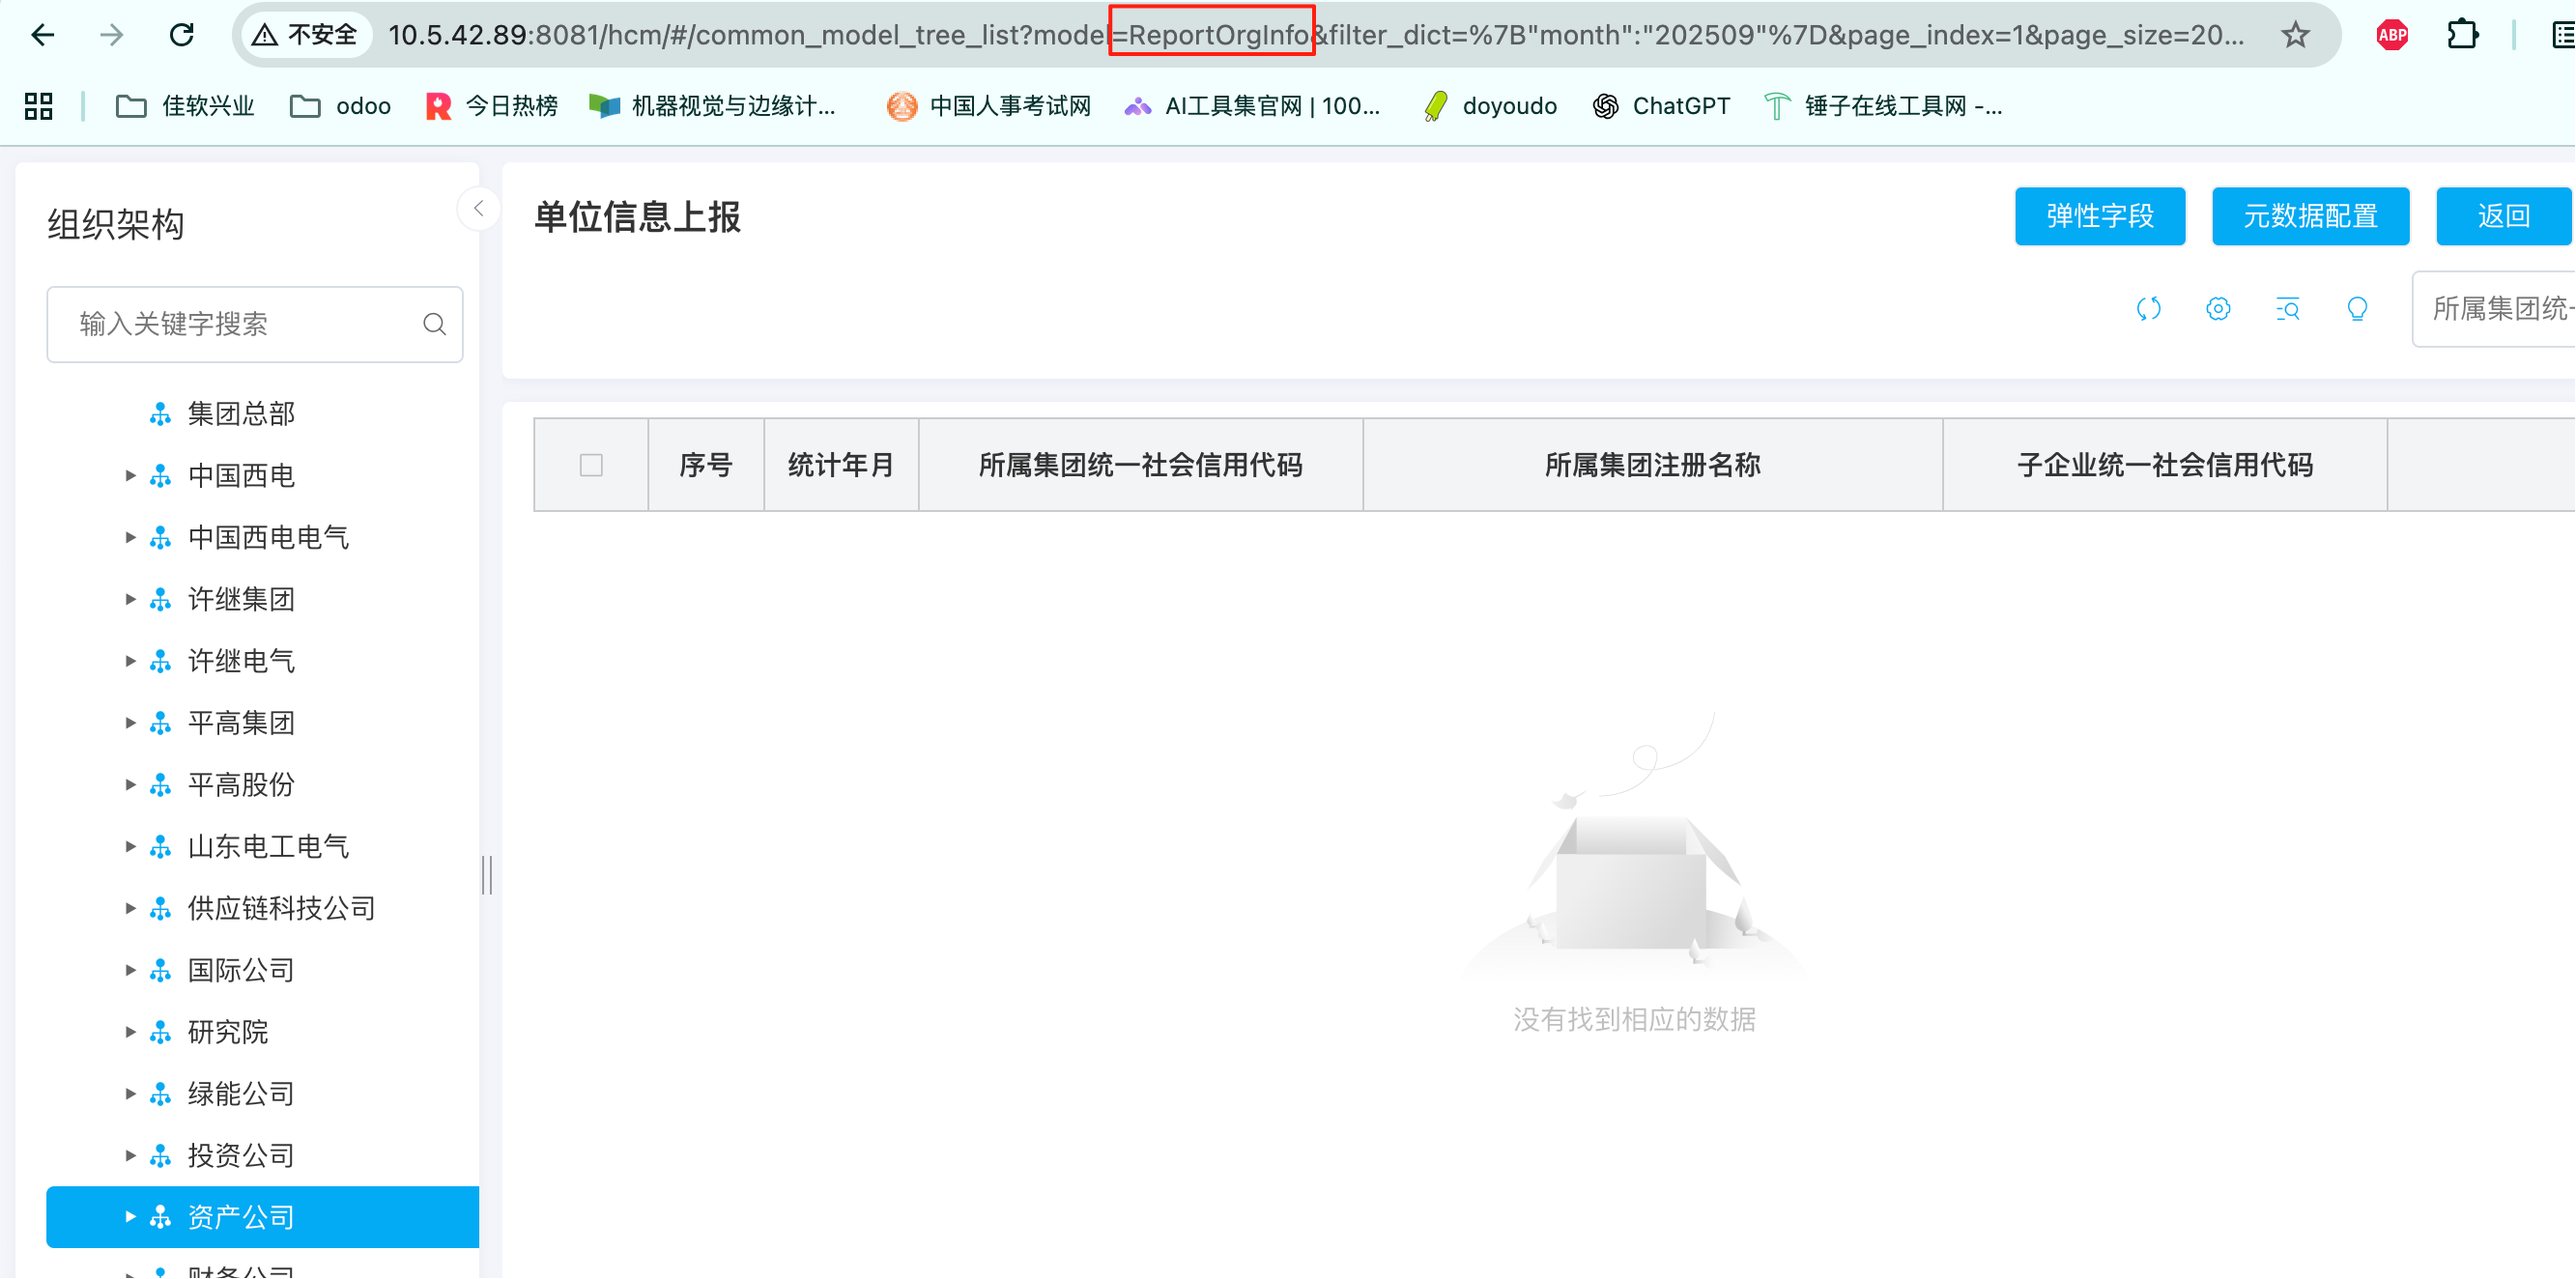 不安全 10.5.42.89:8081/hcm/#/common_model_tree_list?model=ReportOrgInfo&filter_dict=%7B"month":"202509"%7D&page_index=1&page_size=20...
ABP
佳软兴业 odoo 今日热榜 机器视觉与边缘计... 中国人事考试网 AI工具集官网 | 100... doyoudo ChatGPT 锤子在线工具网 -...
组织架构
输入关键字搜索
集团总部
中国西电
中国西电电气
许继集团
许继电气
平高集团
平高股份
山东电工电气
供应链科技公司
国际公司
研究院
绿能公司
投资公司
资产公司
财务公司
单位信息上报
弹性字段 元数据配置 返回
所属集团统一
序号 统计年月 所属集团统一社会信用代码 所属集团注册名称 子企业统一社会信用代码
没有找到相应的数据